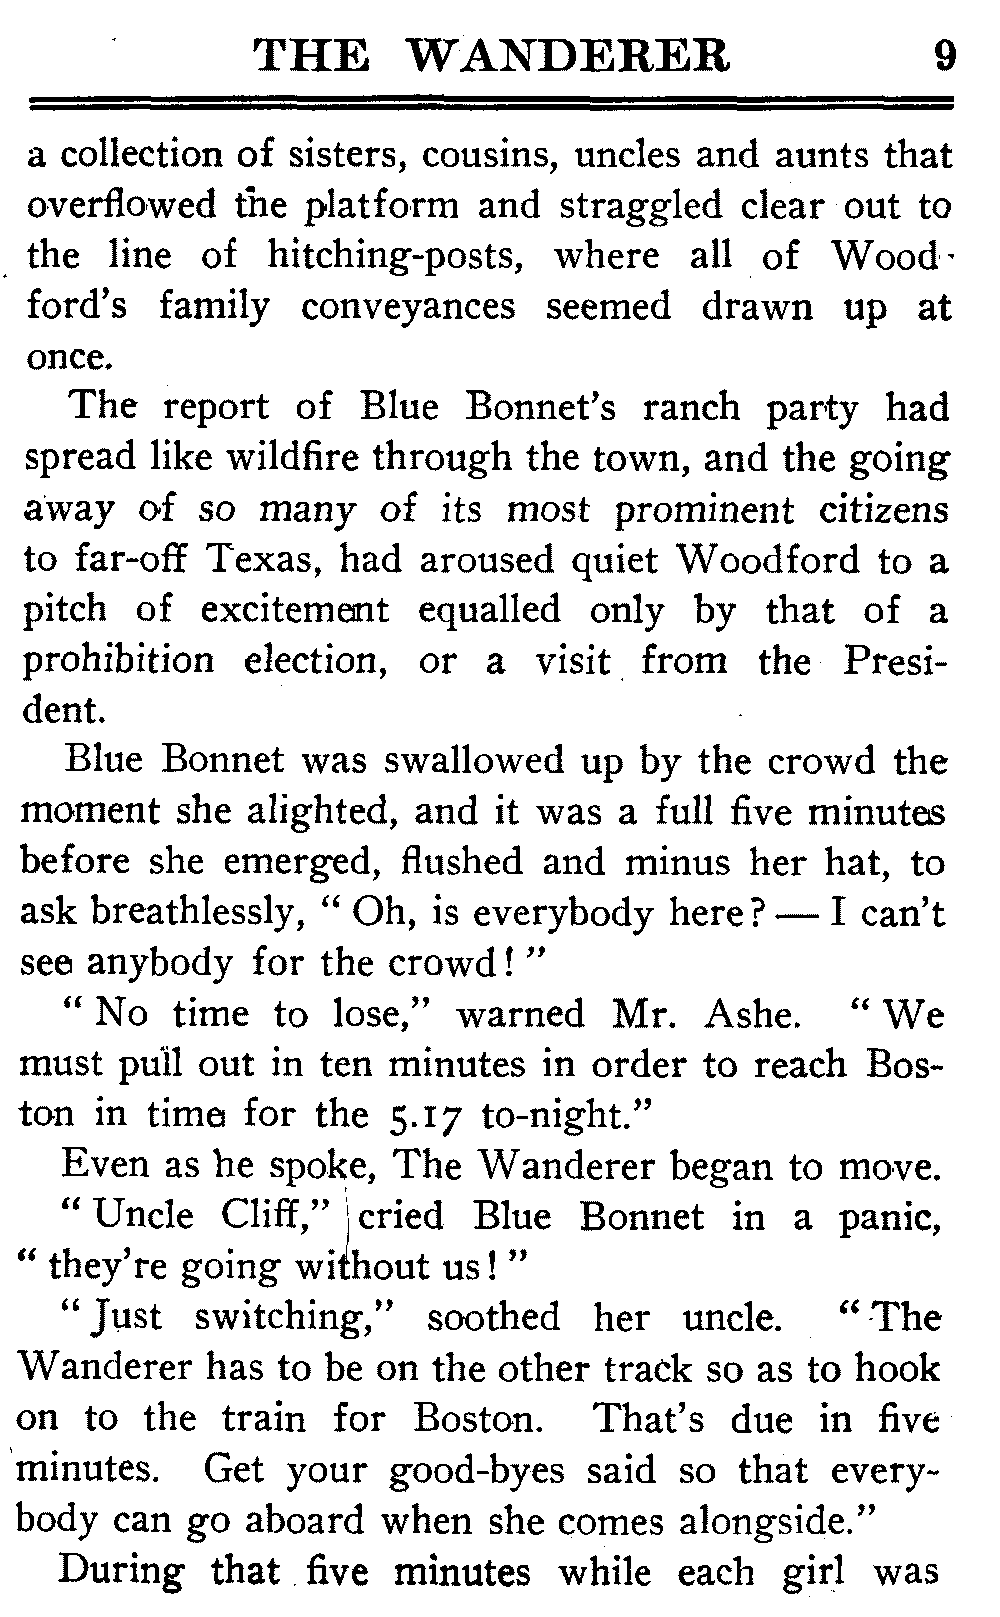 THE WANDERER 9
a collection of sisters, cousins, uncles and aunts that
overflowed the platform and straggled clear out to
the line of hitching-posts, where all of Wood-
ford's family conveyances seemed drawn up at
once.
The report of Blue Bonnet's ranch party had
spread like wildfire through the town, and the going
away of so many of its most prominent citizens
to far-off Texas, had aroused quiet Woodford to a
pitch of excitement equalled only by that of a
prohibition election, or a visit from the Presi-
dent.
Blue Bonnet was swallowed up by the crowd the
moment she alighted, and it was a full five minutes
before she emerged, flushed and minus her hat, to
ask breathlessly, “ Oh, is everybody here? — I can't
see anybody for the crowd! ”
“ No time to lose,” warned Mr. Ashe. “ We
must pull out in ten minutes in order to reach Bos-
ton in time for the 5.17 to-night.”
Even as he spoke, The Wanderer began to move.
“ Uncle Cliff,” cried Blue Bonnet in a panic,
“ they're going without us! ”
“ Just switching,” soothed her uncle. “ The
Wanderer has to be on the other track so as to hook
on to the train for Boston. That's due in five
minutes. Get your good-byes said so that every-
body can go aboard when she comes alongside.”
During that five minutes while each girl was